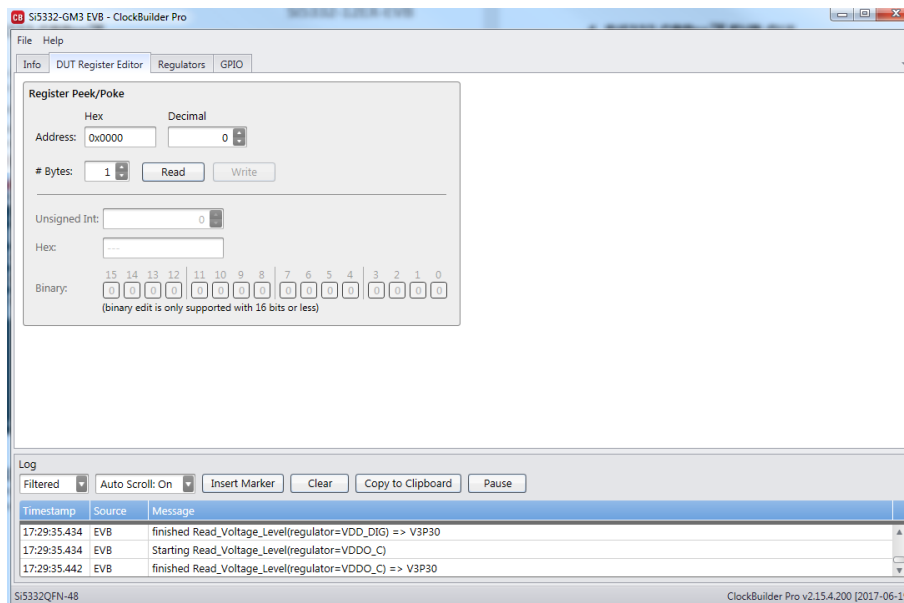 CB Si5332-GM3 EVB - ClockBuilder Pro
File Help
Info DUT Register Editor Regulators GPIO
Register Peek/Poke
Hex Decimal
Address: 0x0000 0
# Bytes: 1 Read Write
Unsigned Int: 0
Hex: ---
15 14 13 12 11 10 9 8 7 6 5 4 3 2 1 0
Binary: 0 0 0 0 0 0 0 0 0 0 0 0 0 0 0 0
(binary edit is only supported with 16 bits or less)
Log
Filtered Auto Scroll: On Insert Marker Clear Copy to Clipboard Pause
Timestamp Source Message
17:29:35.434 EVB finished Read_Voltage_Level(regulator=VDD_DIG) => V3P30
17:29:35.434 EVB Starting Read_Voltage_Level(regulator=VDDO_C)
17:29:35.442 EVB finished Read_Voltage_Level(regulator=VDDO_C) => V3P30
Si5332QFN-48 ClockBuilder Pro v2.15.4.200 [2017-06-1